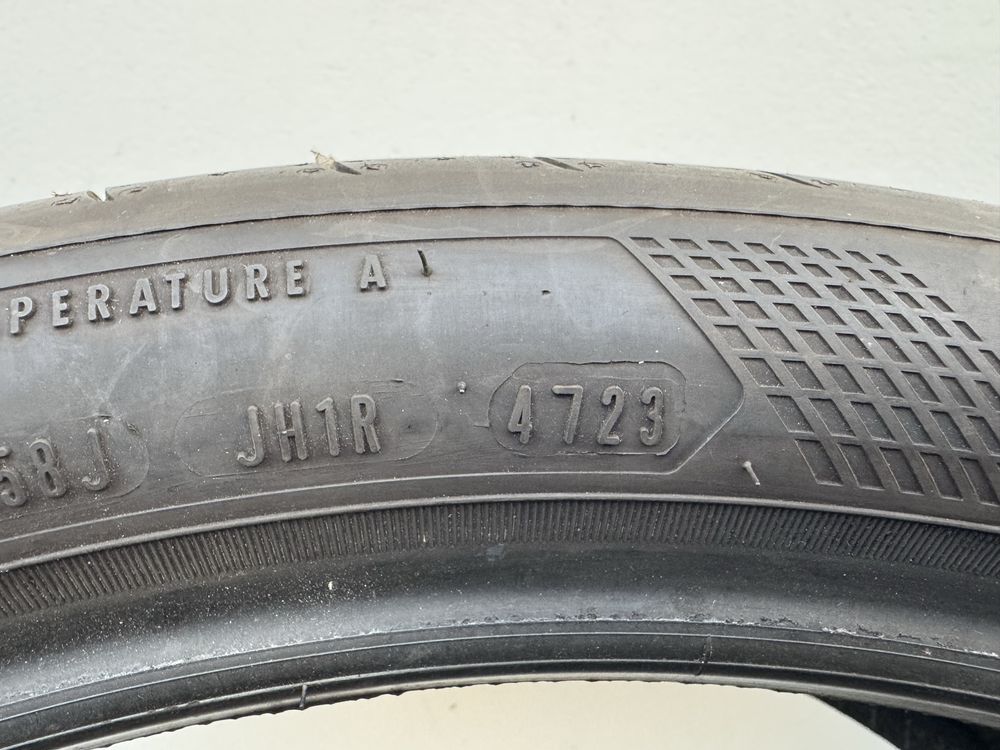 PERATURE A
58J JH1R 4723